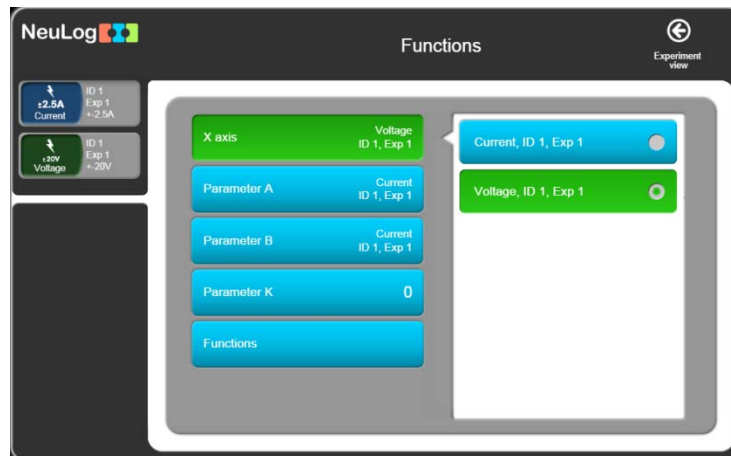 NeuLog
Functions
Experiment
view
±2.5A
Current
ID 1
Exp 1
+-2.5A
±20V
Voltage
ID 1
Exp 1
+-20V
X axis
Voltage
ID 1, Exp 1
Parameter A
Current
ID 1, Exp 1
Parameter B
Current
ID 1, Exp 1
Parameter K
0
Functions
Current, ID 1, Exp 1
Voltage, ID 1, Exp 1